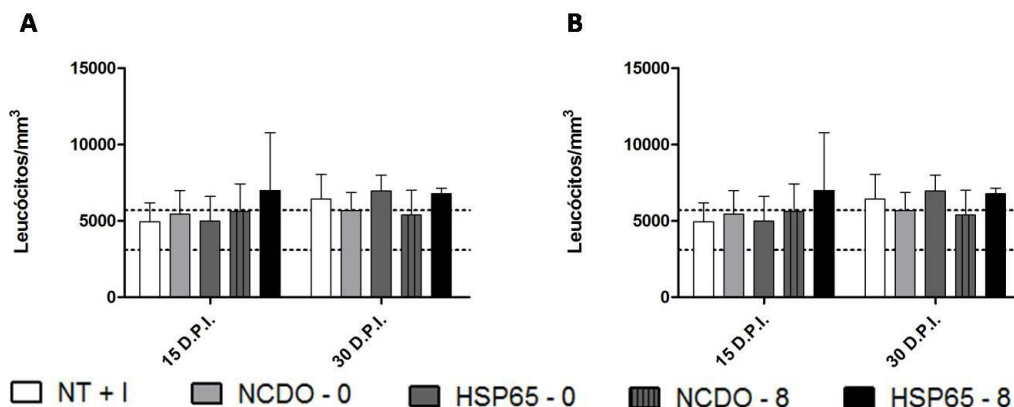 A
Leucócitos/mm³
15000
10000
5000
0
15 D.P.I.
30 D.P.I.
B
Leucócitos/mm³
15000
10000
5000
0
15 D.P.I.
30 D.P.I.
NT + I
NCDO - 0
HSP65 - 0
NCDO - 8
HSP65 - 8